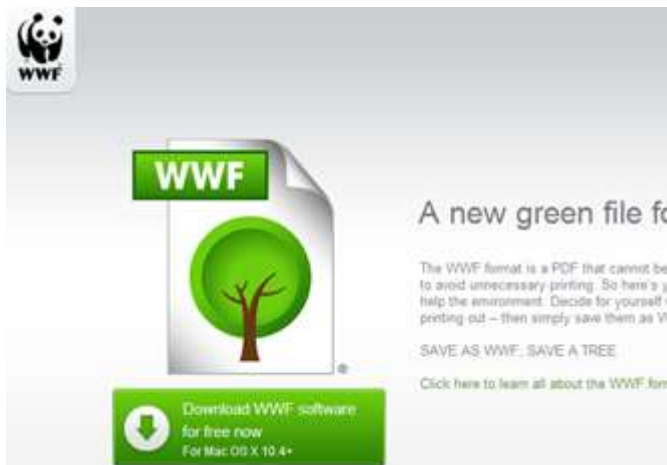 WWF
WWF
A new green file fo
The WWF format is a PDF that cannot be
to avoid unnecessary printing. So here's y
help the environment. Decide for yourself
printing out – then simply save them as W
SAVE AS WWF, SAVE A TREE
Click here to learn all about the WWF for
®
Download WWF software
for free now
For Mac OS X 10.4+